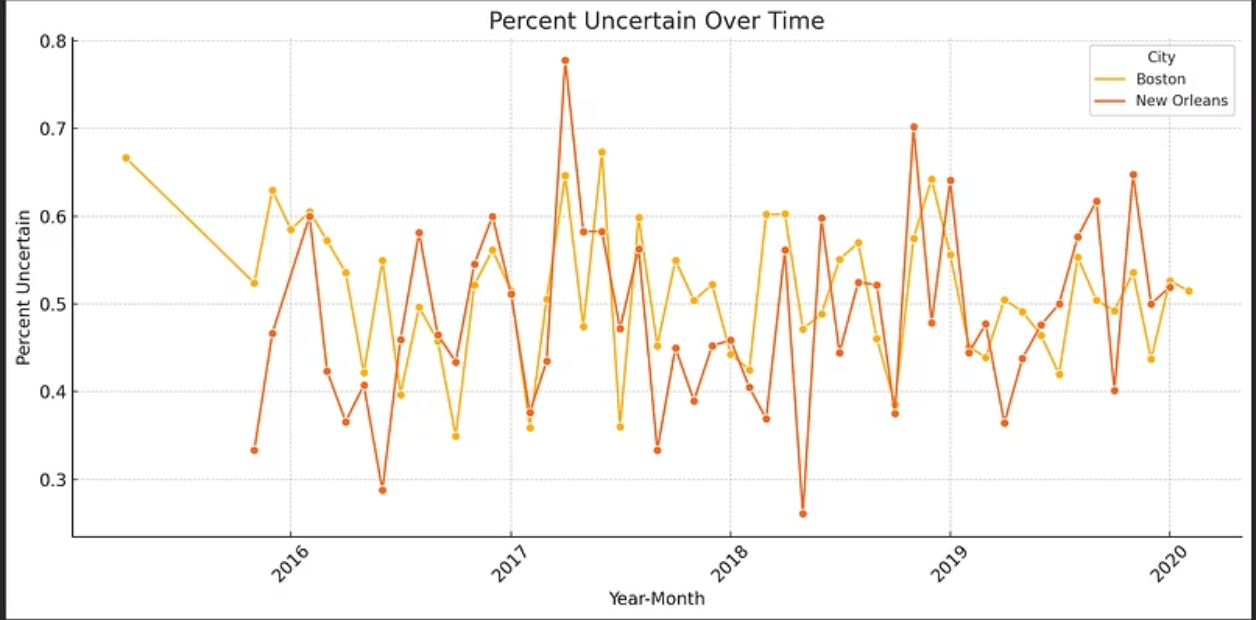 Percent Uncertain Over Time
City
Boston
New Orleans
Percent Uncertain
0.8
0.7
0.6
0.5
0.4
0.3
2016
2017
2018
2019
2020
Year-Month